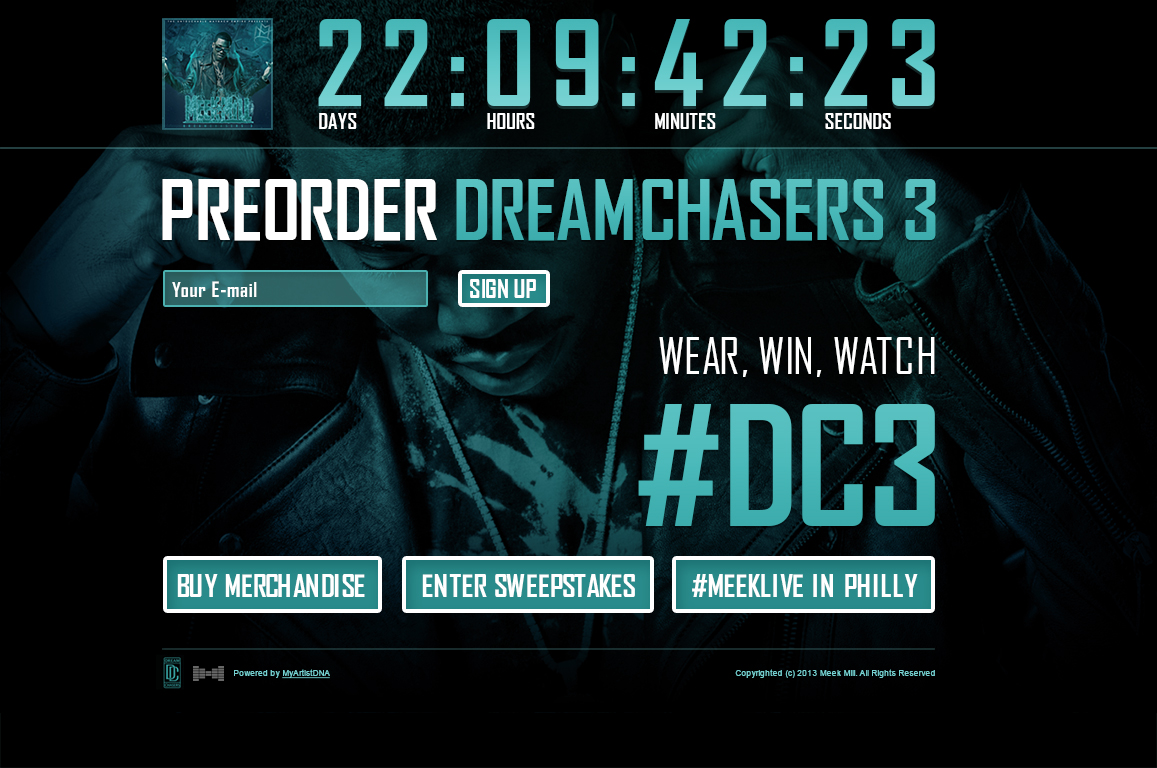 22:09:42:23
DAYS HOURS MINUTES SECONDS
PREORDER DREAMCHASERS 3
Your E-mail SIGN UP
WEAR, WIN, WATCH
#DC3
BUY MERCHANDISE ENTER SWEEPSTAKES #MEEKLIVE IN PHILLY
DC
Powered by MyArtistDNA Copyrighted (c) 2013 Meek Mill. All Rights Reserved